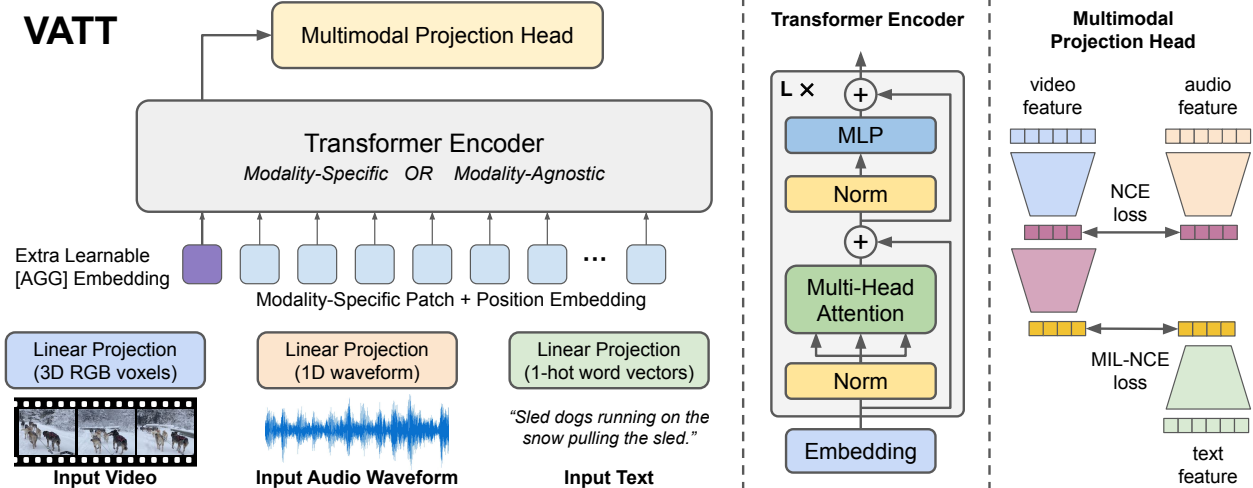 VATT
Multimodal Projection Head
Transformer Encoder
Modality-Specific OR Modality-Agnostic
Extra Learnable
[AGG] Embedding
...
Modality-Specific Patch + Position Embedding
Linear Projection
(3D RGB voxels)
Linear Projection
(1D waveform)
Linear Projection
(1-hot word vectors)
“Sled dogs running on the
snow pulling the sled.”
Input Video
Input Audio Waveform
Input Text
Transformer Encoder
L ×
+
MLP
Norm
+
Multi-Head
Attention
Norm
Embedding
Multimodal
Projection Head
video
feature
audio
feature
NCE
loss
MIL-NCE
loss
text
feature